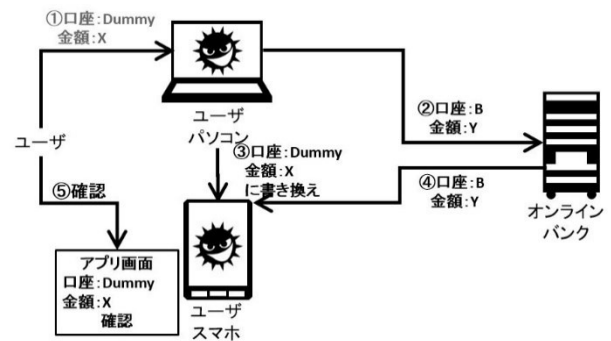 ①口座:Dummy
金額:X
ユーザ
パソコン
②口座:B
金額:Y
ユーザ
③口座:Dummy
金額:X
に書き換え
④口座:B
金額:Y
オンライン
バンク
⑤確認
アプリ画面
口座:Dummy
金額:X
確認
ユーザ
スマホ